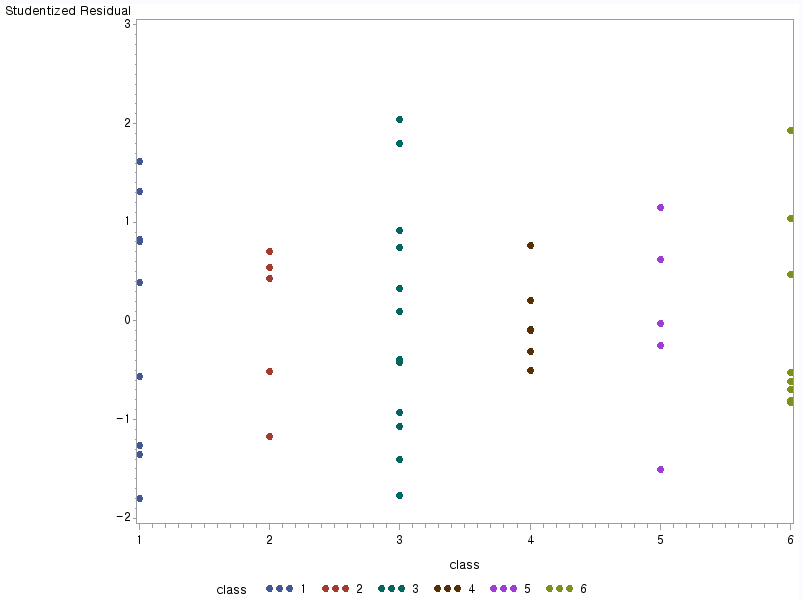 Studentized Residual
3
2
1
0
−1
−2
1 2 3 4 5 6
class
class 1 2 3 4 5 6